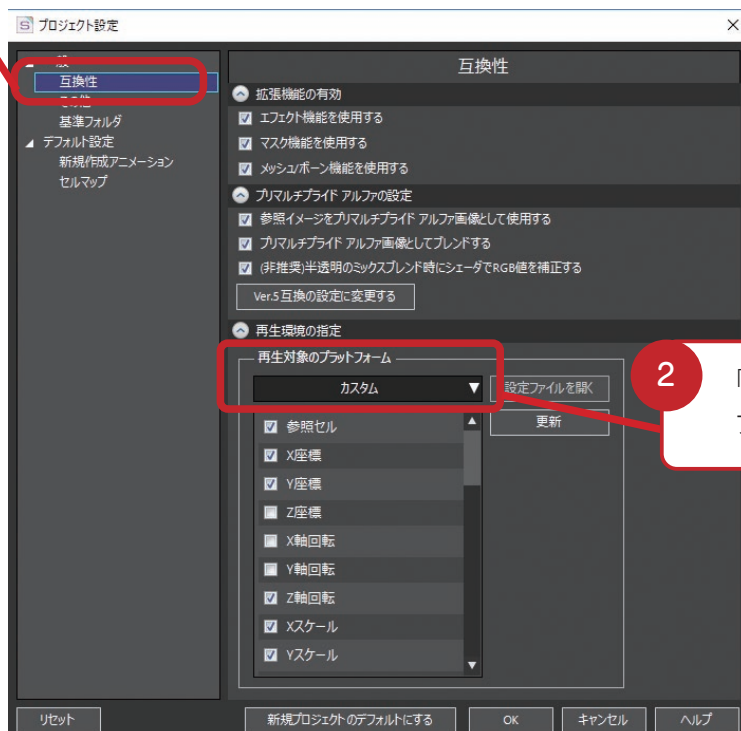 プロジェクト設定
互換性
その他
基準フォルダ
デフォルト設定
新規作成アニメーション
セルマップ
互換性
拡張機能の有効
エフェクト機能を使用する
マスク機能を使用する
メッシュ/ボーン機能を使用する
プリマルチプライド アルファの設定
参照イメージをプリマルチプライド アルファ画像として使用する
プリマルチプライド アルファ画像としてブレンドする
(非推奨)半透明のミックスブレンド時にシェーダでRGB値を補正する
Ver.5互換の設定に変更する
再生環境の指定
再生対象のプラットフォーム
カスタム
設定ファイルを開く
更新
参照セル
X座標
Y座標
Z座標
X軸回転
Y軸回転
Z軸回転
Xスケール
Yスケール
2
リセット
新規プロジェクトのデフォルトにする
OK
キャンセル
ヘルプ